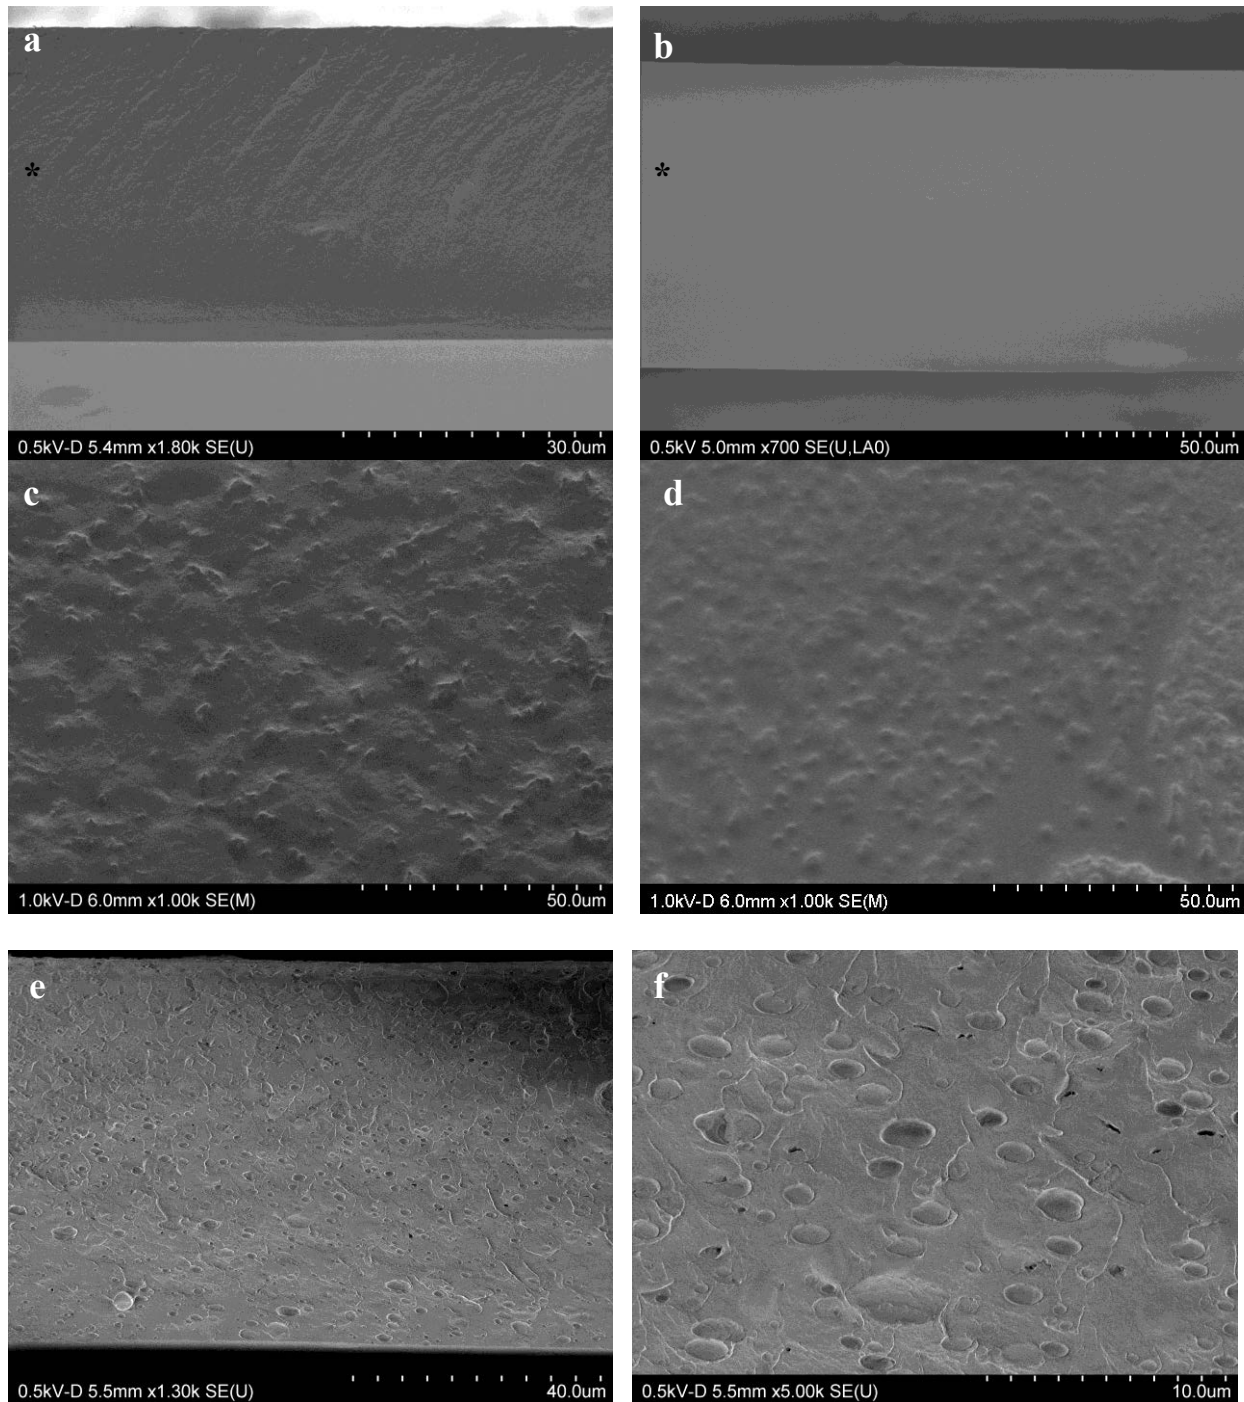 a
b
*
*
0.5kV-D 5.4mm x1.80k SE(U) 30.0um
0.5kV 5.0mm x700 SE(U,LA0) 50.0um
c
d
1.0kV-D 6.0mm x1.00k SE(M) 50.0um
1.0kV-D 6.0mm x1.00k SE(M) 50.0um
e
f
0.5kV-D 5.5mm x1.30k SE(U) 40.0um
0.5kV-D 5.5mm x5.00k SE(U) 10.0um